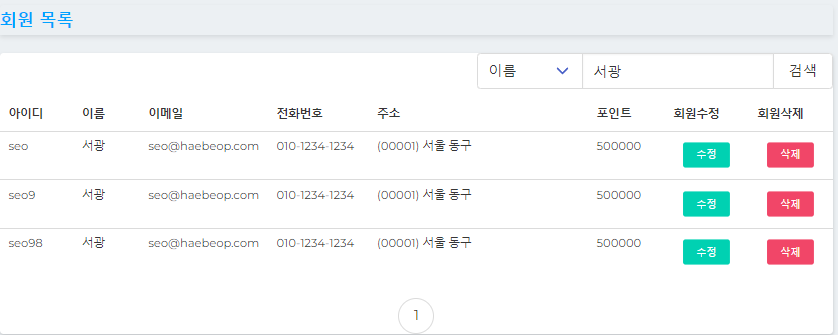 회원 목록
이름 서광 검색
아이디 이름 이메일 전화번호 주소 포인트 회원수정 회원삭제
seo 서광 seo@haebeop.com 010-1234-1234 (00001) 서울 동구 500000 수정 삭제
seo9 서광 seo@haebeop.com 010-1234-1234 (00001) 서울 동구 500000 수정 삭제
seo98 서광 seo@haebeop.com 010-1234-1234 (00001) 서울 동구 500000 수정 삭제
1